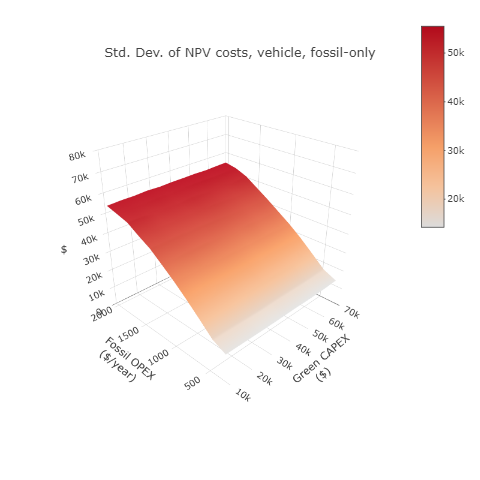 Std. Dev. of NPV costs, vehicle, fossil-only
50k
40k
30k
20k
80k
70k
60k
50k
40k
30k
20k
10k
0
$
2000
1500
1000
500
Fossil OPEX
($/year)
70k
60k
50k
40k
30k
20k
10k
Green CAPEX
($)